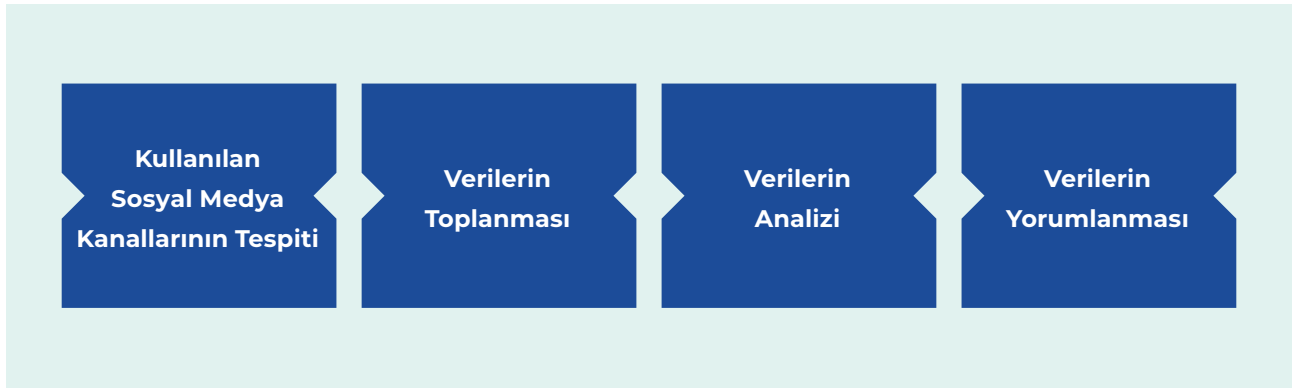 Kullanılan
Sosyal Medya
Kanallarının Tespiti
Verilerin
Toplanması
Verilerin
Analizi
Verilerin
Yorumlanması